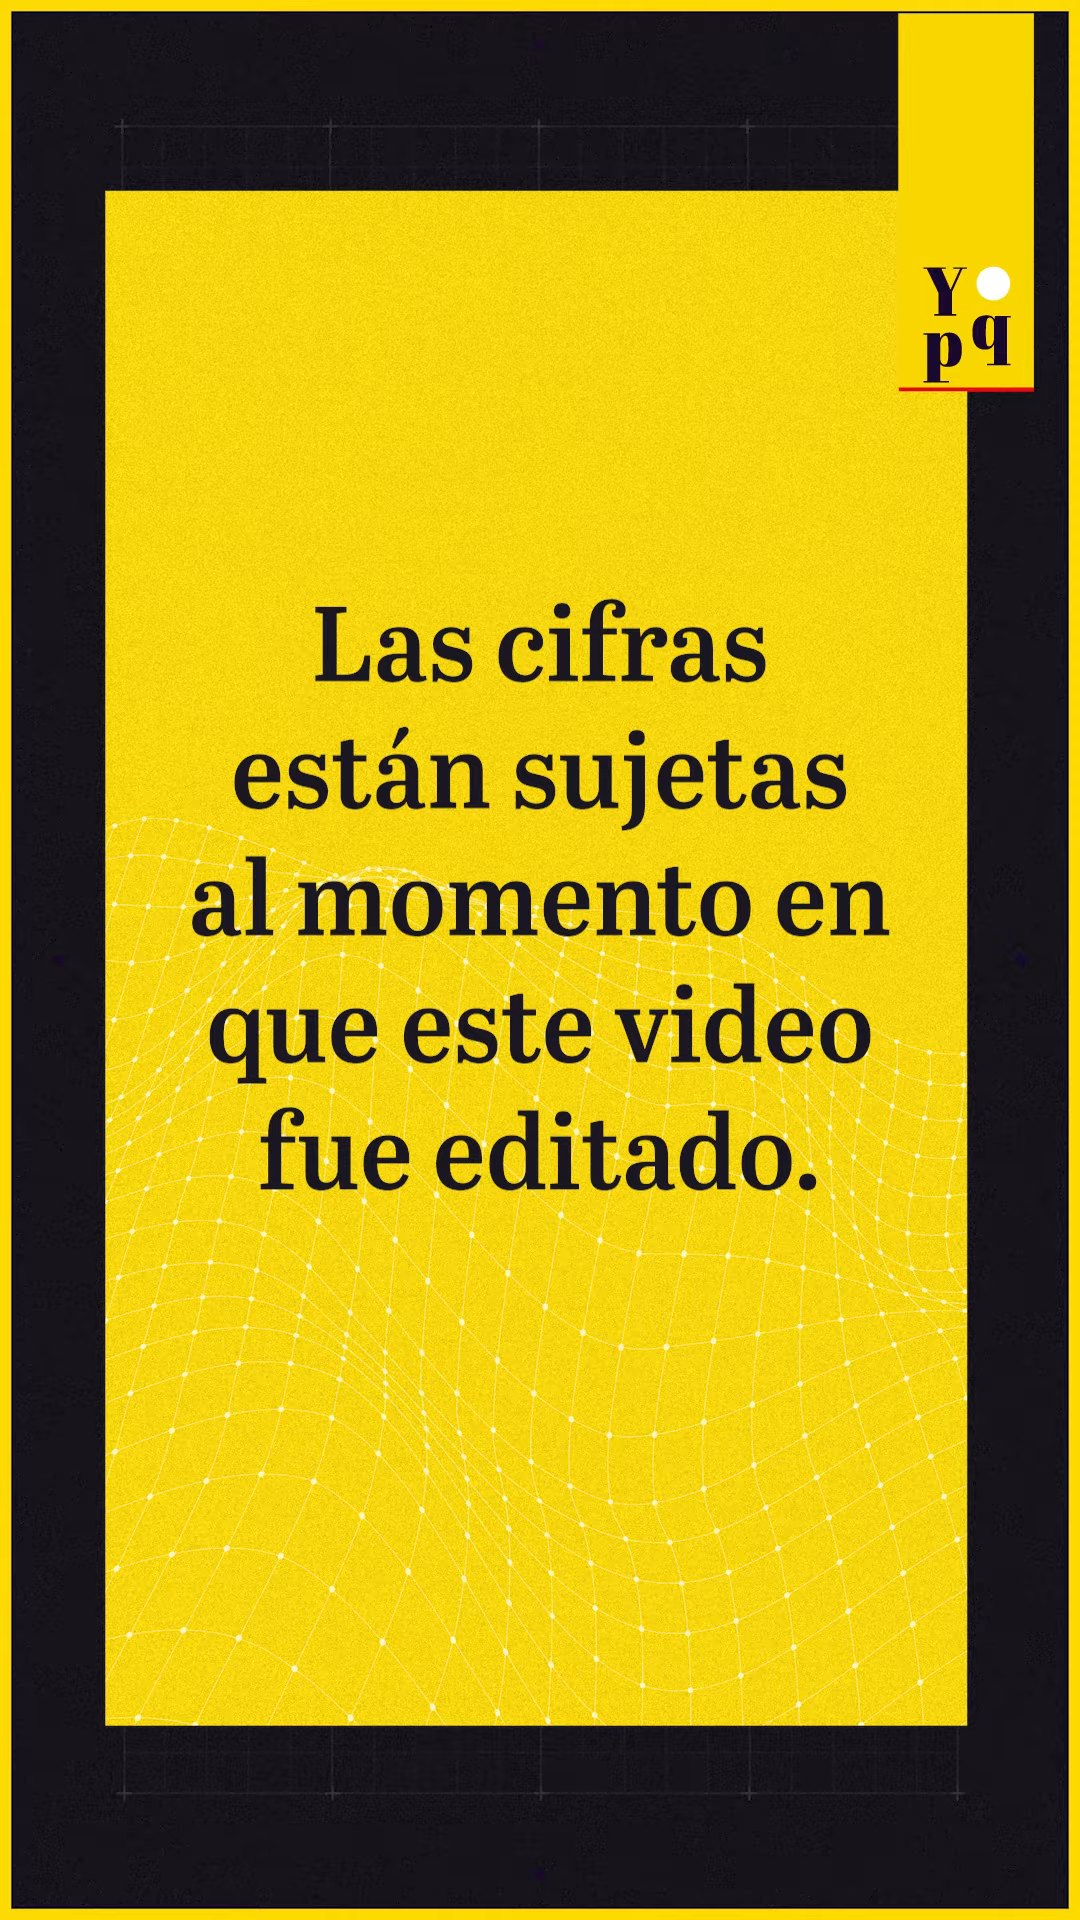 Y
pq
Las cifras
están sujetas
al momento en
que este video
fue editado.